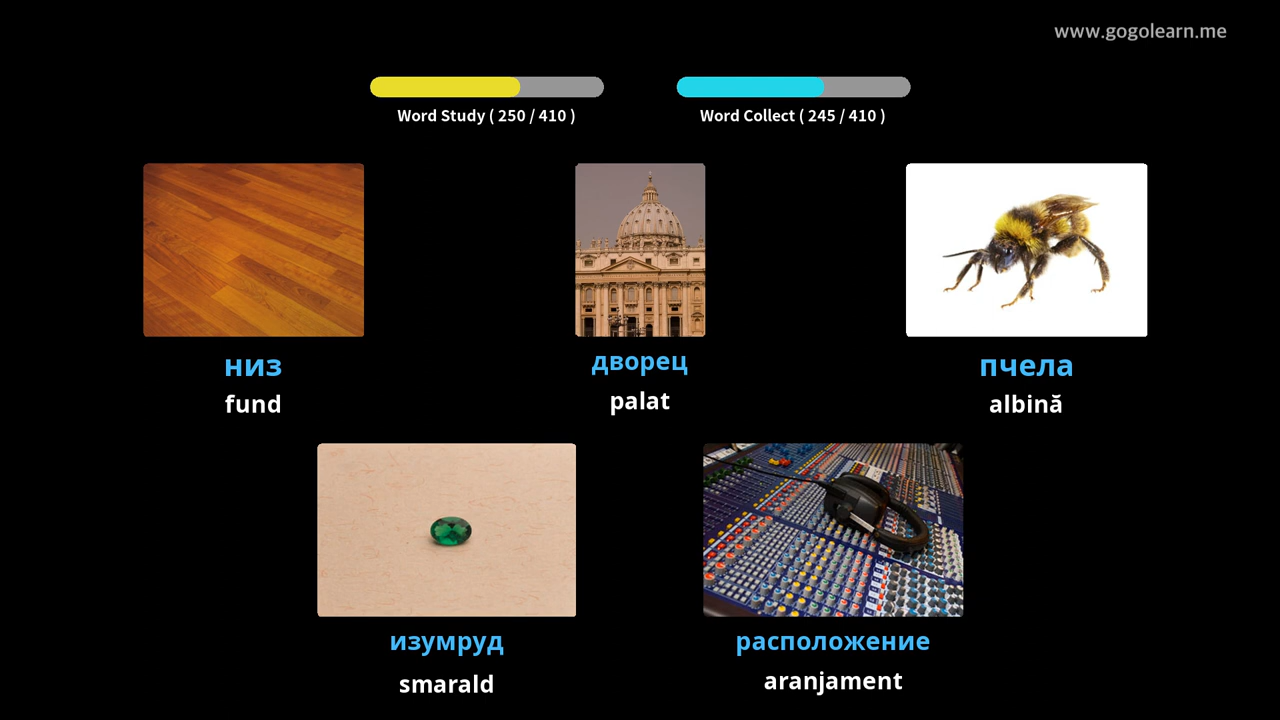 www.gogolearn.me
Word Study ( 250 / 410 )
Word Collect ( 245 / 410 )
низ
fund
дворец
palat
пчела
albină
изумруд
smarald
расположение
aranjament